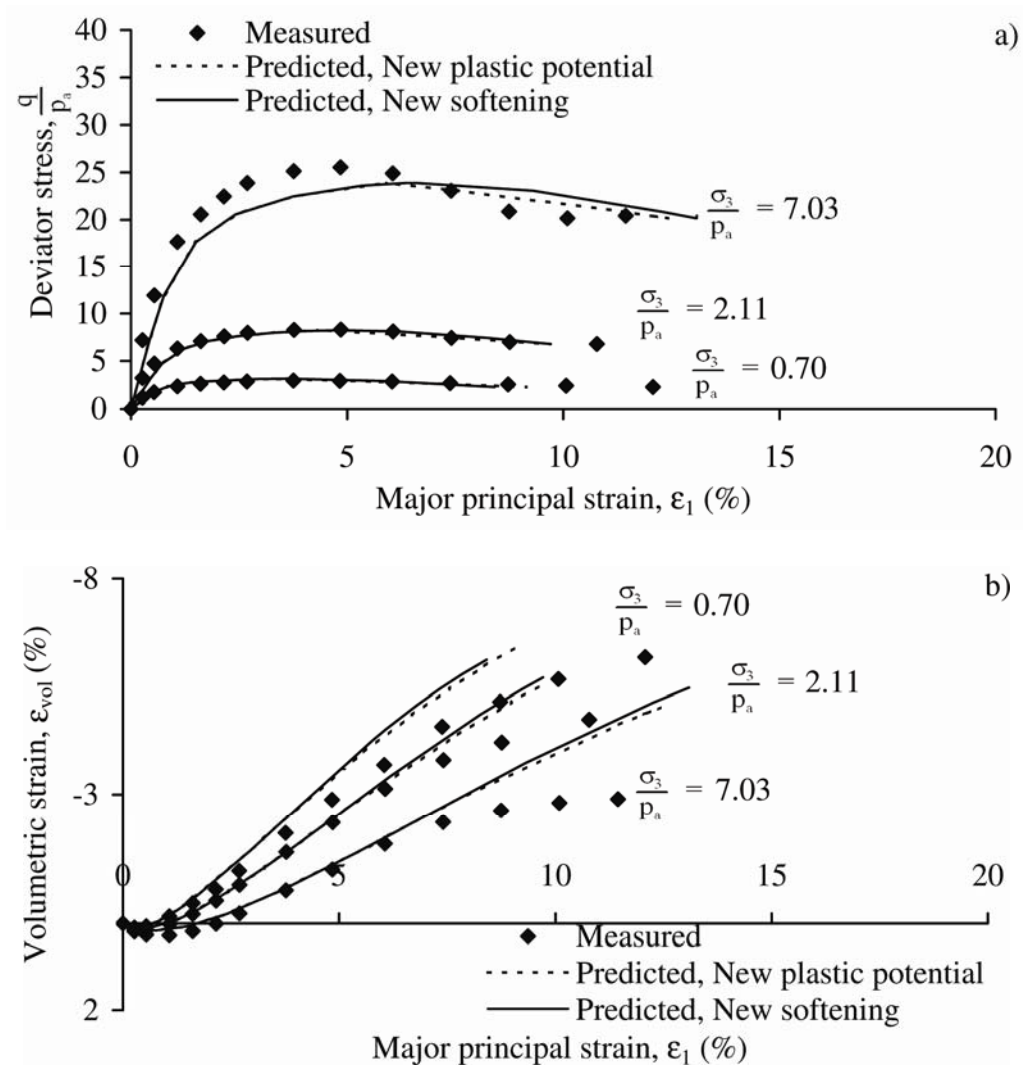 a)
40
35
30
25
20
15
10
5
0
Deviator stress, q/pₐ
Measured
Predicted, New plastic potential
Predicted, New softening
σ₃/pₐ = 7.03
σ₃/pₐ = 2.11
σ₃/pₐ = 0.70
0 5 10 15 20
Major principal strain, ε₁ (%)
b)
-8
-3
2
Volumetric strain, εvol (%)
σ₃/pₐ = 0.70
σ₃/pₐ = 2.11
σ₃/pₐ = 7.03
0 5 10 15 20
Measured
Predicted, New plastic potential
Predicted, New softening
Major principal strain, ε₁ (%)